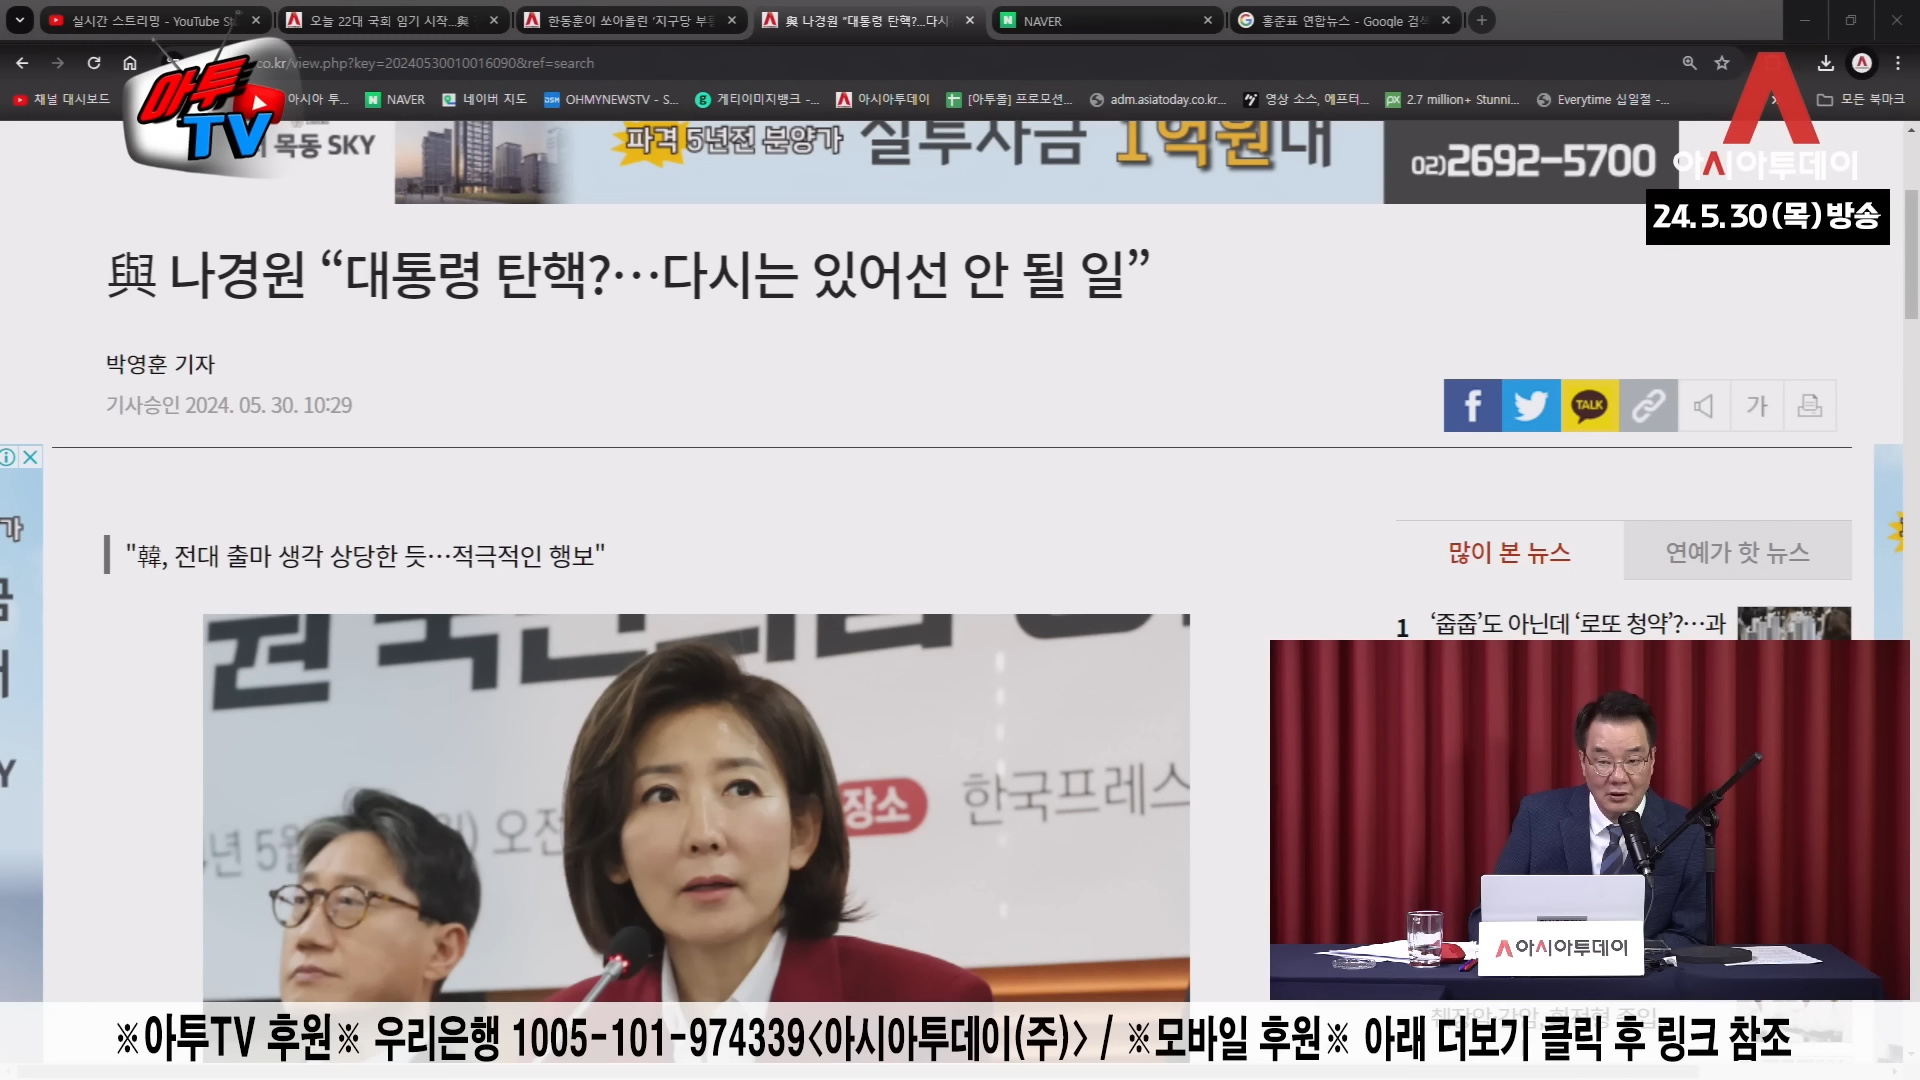 실시간 스트리밍 - YouTube St
오늘 22대 국회 임기 시작...與
한동훈이 쏘아올린 '지구당 부활
與 나경원 "대통령 탄핵?...다시
NAVER
홍준표 연합뉴스 - Google 검색
co.kr/view.php?key=20240530010016090&ref=search
채널 대시보드
아시아 투...
NAVER
네이버 지도
OHMYNEWSTV - S...
게티이미지뱅크 -...
아시아투데이
[아투몰] 프로모션...
adm.asiatoday.co.kr...
영상 소스, 에프터...
2.7 million+ Stunni...
Everytime 십일절 -...
모든 북마크
아투TV
목동 SKY
파격 5년전 분양가 실투사금 1억원대
02)2692-5700
아시아투데이
24.5.30(목)방송
與 나경원 “대통령 탄핵?…다시는 있어선 안 될 일”
박영훈 기자
기사승인 2024. 05. 30. 10:29
TALK
가
"韓, 전대 출마 생각 상당한 듯…적극적인 행보"
많이 본 뉴스
연예가 핫 뉴스
1 ‘줍줍’도 아닌데 ‘로또 청약’?…과
년 5월
오전
장소
한국프레스
아시아투데이
※아투TV 후원※ 우리은행 1005-101-974339<아시아투데이(주)> / ※모바일 후원※ 아래 더보기 클릭 후 링크 참조